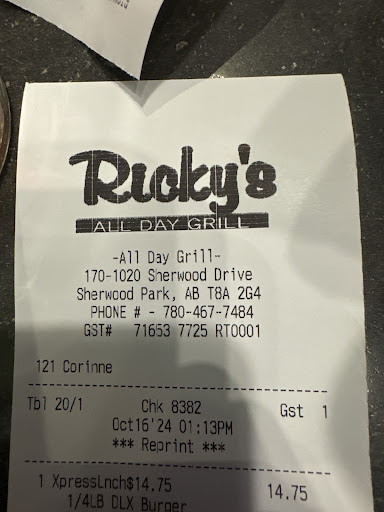 Ricky's
ALL DAY GRILL
-All Day Grill-
170-1020 Sherwood Drive
Sherwood Park, AB T8A 2G4
PHONE # - 780-467-7484
GST# 71653 7725 RT0001
121 Corinne
Tbl 20/1 Chk 8382 Gst 1
Oct16'24 01:13PM
*** Reprint ***
1 XpressLnch$14.75 14.75
1/4LB DLX Burger